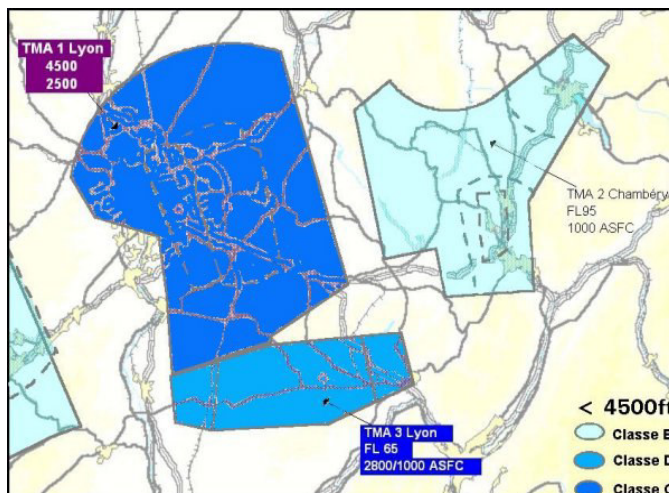 TMA 1 Lyon
4500
2500
TMA 2 Chambéry
FL95
1000 ASFC
TMA 3 Lyon
FL 65
2800/1000 ASFC
< 4500ft
Classe E
Classe D
Classe C